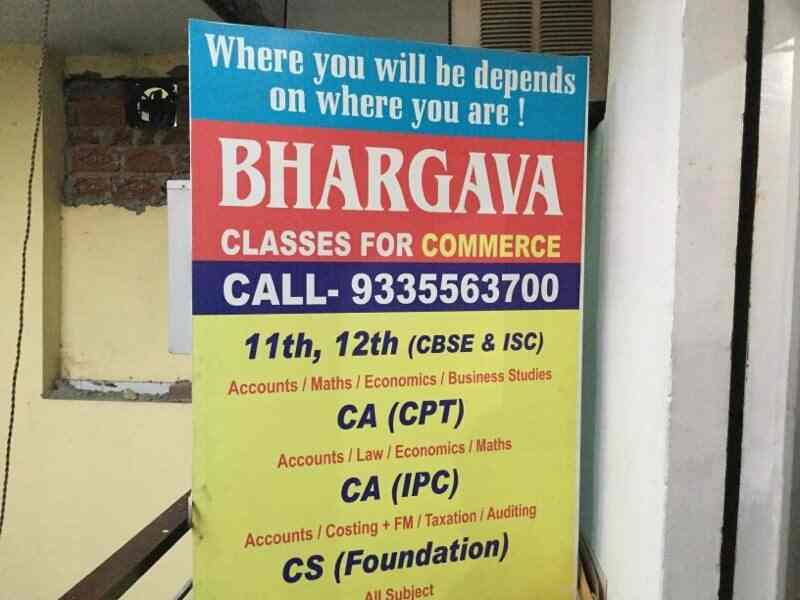 Where you will be depends
on where you are !
BHARGAVA
CLASSES FOR COMMERCE
CALL- 9335563700
11th, 12th (CBSE & ISC)
Accounts / Maths / Economics / Business Studies
CA (CPT)
Accounts / Law / Economics / Maths
CA (IPC)
Accounts / Costing + FM / Taxation / Auditing
CS (Foundation)
All Subject